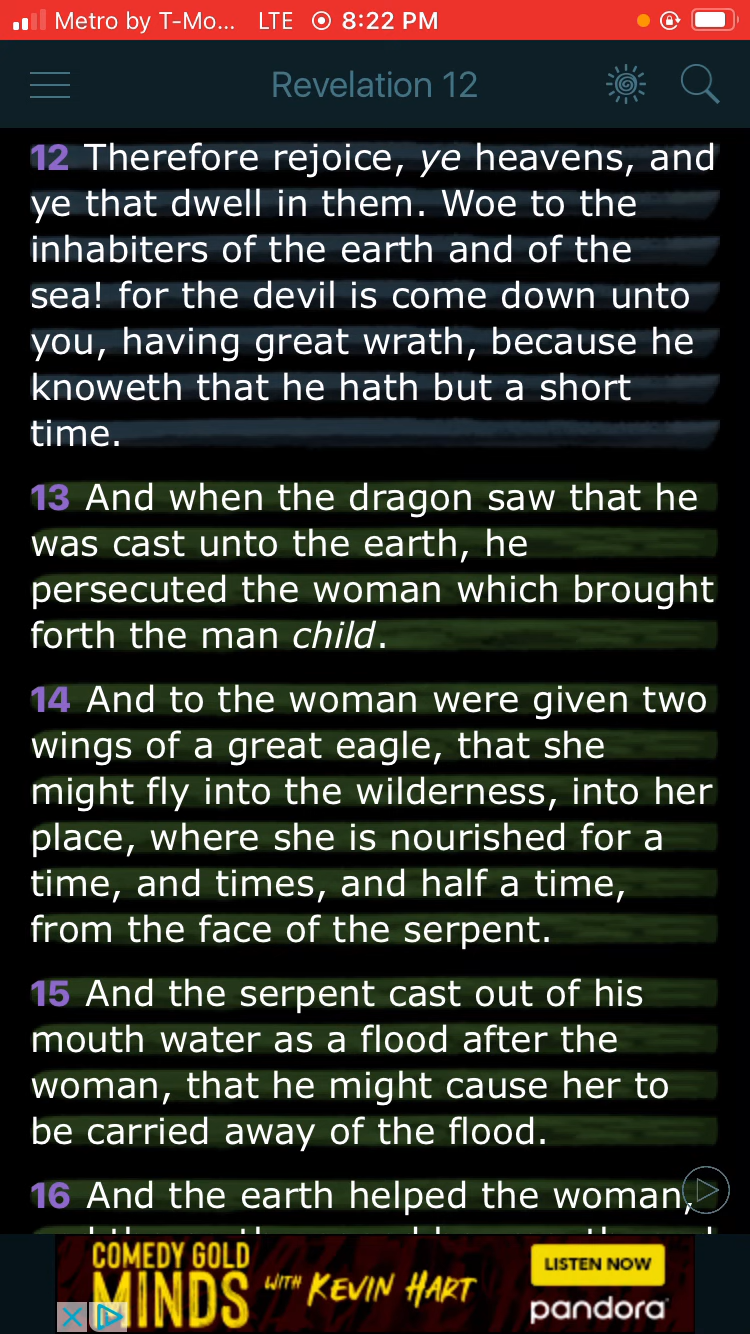 Metro by T-Mo... LTE 8:22 PM
Revelation 12
12 Therefore rejoice, ye heavens, and
ye that dwell in them. Woe to the
inhabiters of the earth and of the
sea! for the devil is come down unto
you, having great wrath, because he
knoweth that he hath but a short
time.
13 And when the dragon saw that he
was cast unto the earth, he
persecuted the woman which brought
forth the man child.
14 And to the woman were given two
wings of a great eagle, that she
might fly into the wilderness, into her
place, where she is nourished for a
time, and times, and half a time,
from the face of the serpent.
15 And the serpent cast out of his
mouth water as a flood after the
woman, that he might cause her to
be carried away of the flood.
16 And the earth helped the woman,
COMEDY GOLD
MINDS WITH KEVIN HART
LISTEN NOW
pandora